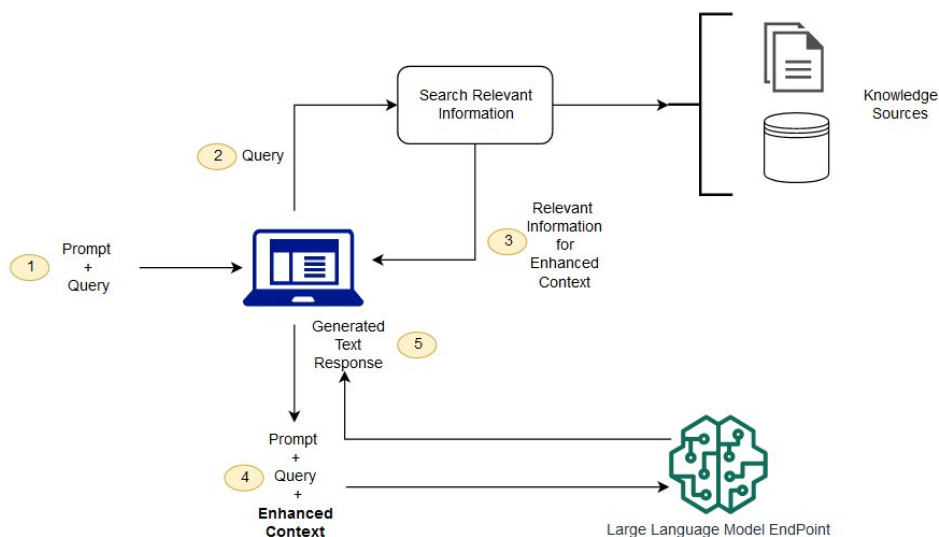 Search Relevant
Information
Knowledge
Sources
2 Query
Relevant
Information
for
Enhanced
Context
3
1
Prompt
+
Query
Generated
Text
Response
5
Prompt
+
Query
+
Enhanced
Context
4
Large Language Model EndPoint